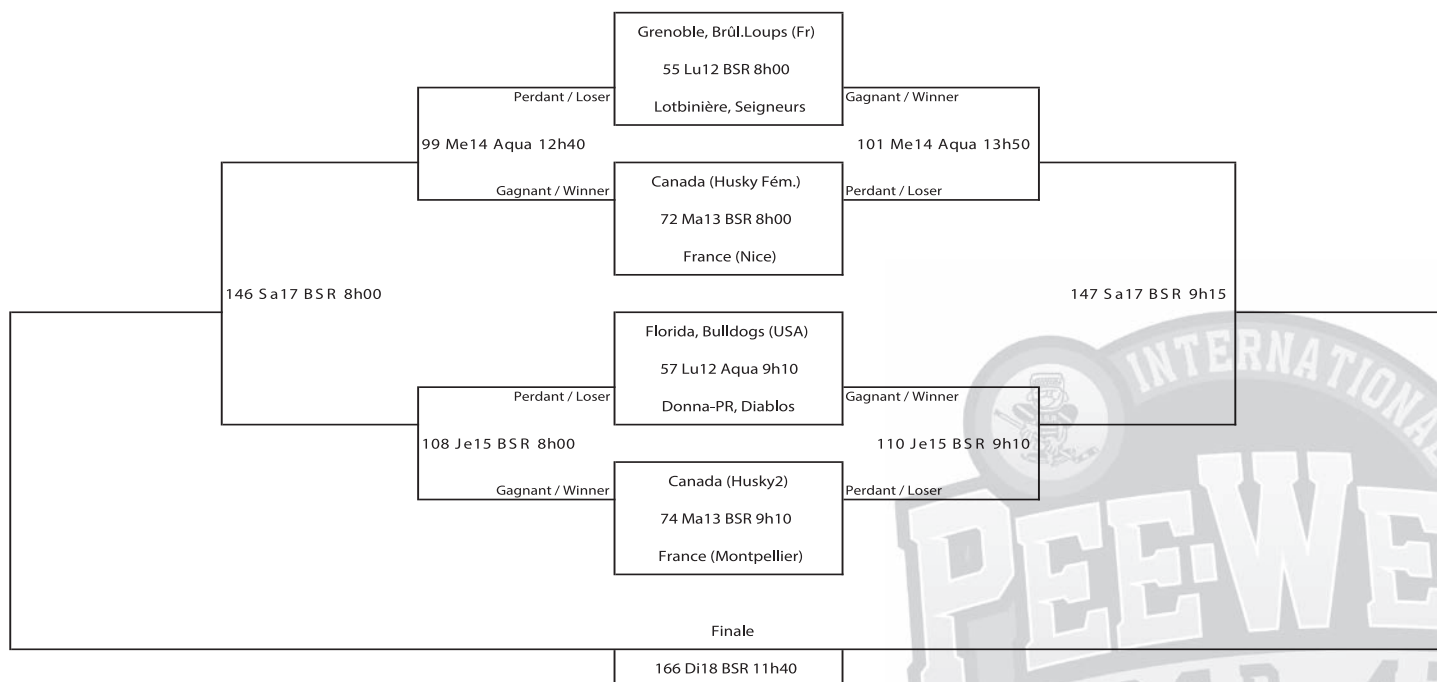 Grenoble, Brûl.Loups (Fr)
55 Lu12 BSR 8h00
Lotbinière, Seigneurs
Perdant / Loser
Gagnant / Winner
99 Me14 Aqua 12h40
101 Me14 Aqua 13h50
Gagnant / Winner
Perdant / Loser
Canada (Husky Fém.)
72 Ma13 BSR 8h00
France (Nice)
146 Sa17 BSR 8h00
147 Sa17 BSR 9h15
Florida, Bulldogs (USA)
57 Lu12 Aqua 9h10
Donna-PR, Diablos
Perdant / Loser
Gagnant / Winner
108 Je15 BSR 8h00
110 Je15 BSR 9h10
Gagnant / Winner
Perdant / Loser
Canada (Husky2)
74 Ma13 BSR 9h10
France (Montpellier)
Finale
166 Di18 BSR 11h40
INTERNATIONAL
PEE-WE